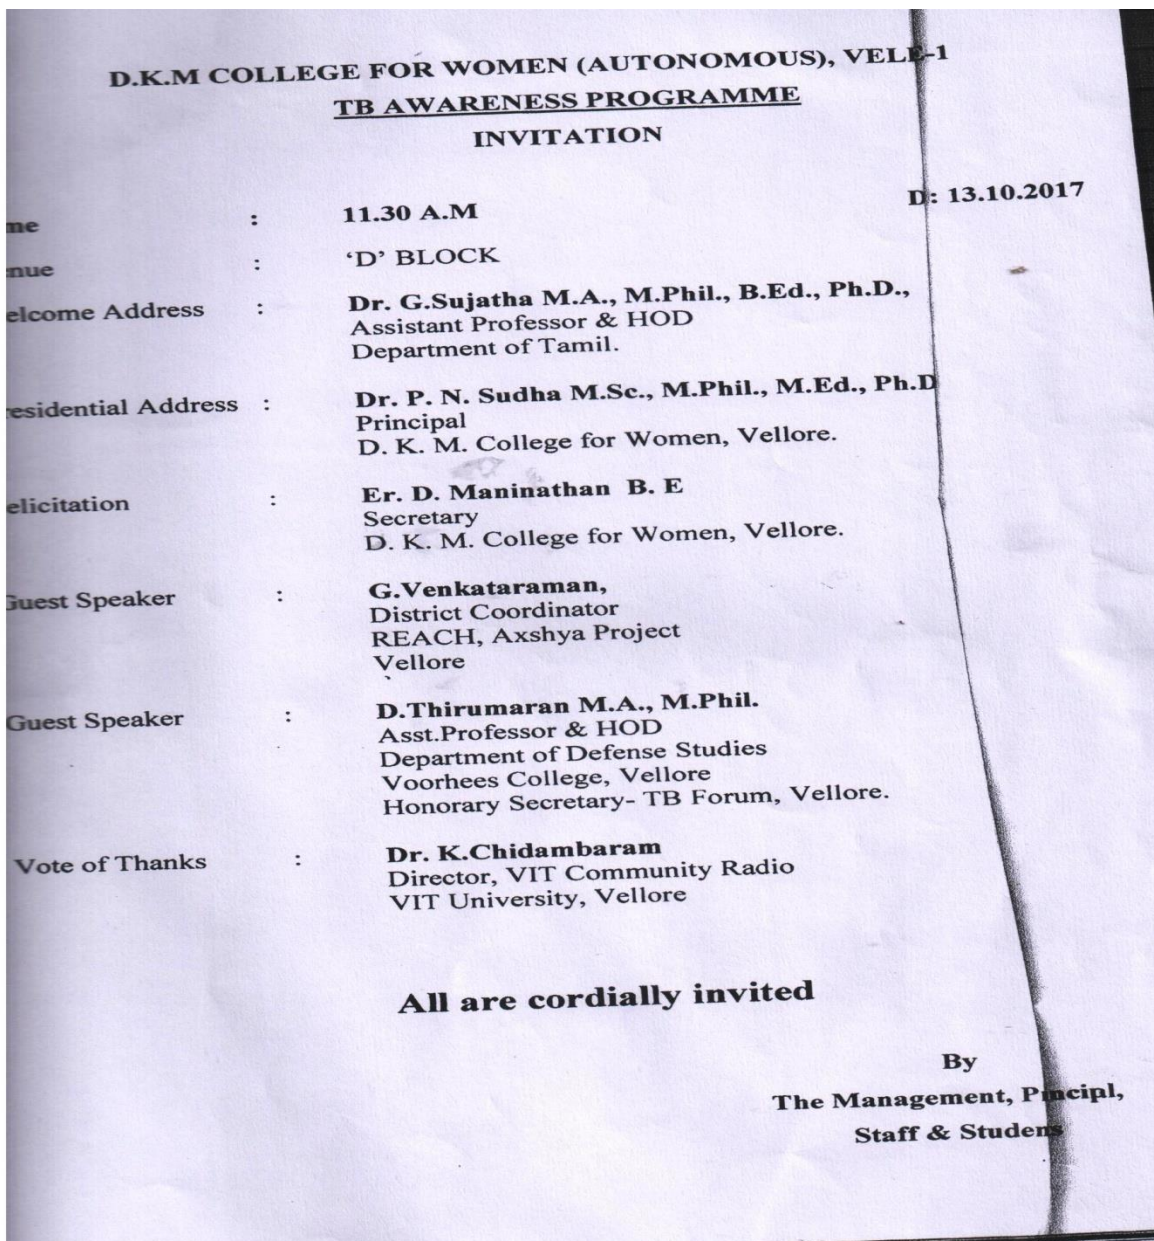 D.K.M COLLEGE FOR WOMEN (AUTONOMOUS), VELE-1
TB AWARENESS PROGRAMME
INVITATION
D: 13.10.2017
me : 11.30 A.M
nue : ‘D’ BLOCK
elcome Address : Dr. G.Sujatha M.A., M.Phil., B.Ed., Ph.D.,
Assistant Professor & HOD
Department of Tamil.
residential Address : Dr. P. N. Sudha M.Sc., M.Phil., M.Ed., Ph.D
Principal
D. K. M. College for Women, Vellore.
elicitation : Er. D. Maninathan B. E
Secretary
D. K. M. College for Women, Vellore.
Guest Speaker : G.Venkataraman,
District Coordinator
REACH, Axshya Project
Vellore
Guest Speaker : D.Thirumaran M.A., M.Phil.
Asst.Professor & HOD
Department of Defense Studies
Voorhees College, Vellore
Honorary Secretary- TB Forum, Vellore.
Vote of Thanks : Dr. K.Chidambaram
Director, VIT Community Radio
VIT University, Vellore
All are cordially invited
By
The Management, Pincipl,
Staff & Studens